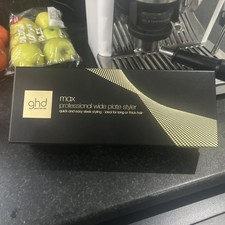 ghd
max
professional wide plate styler
quick and easy sleek styling - ideal for long or thick hair